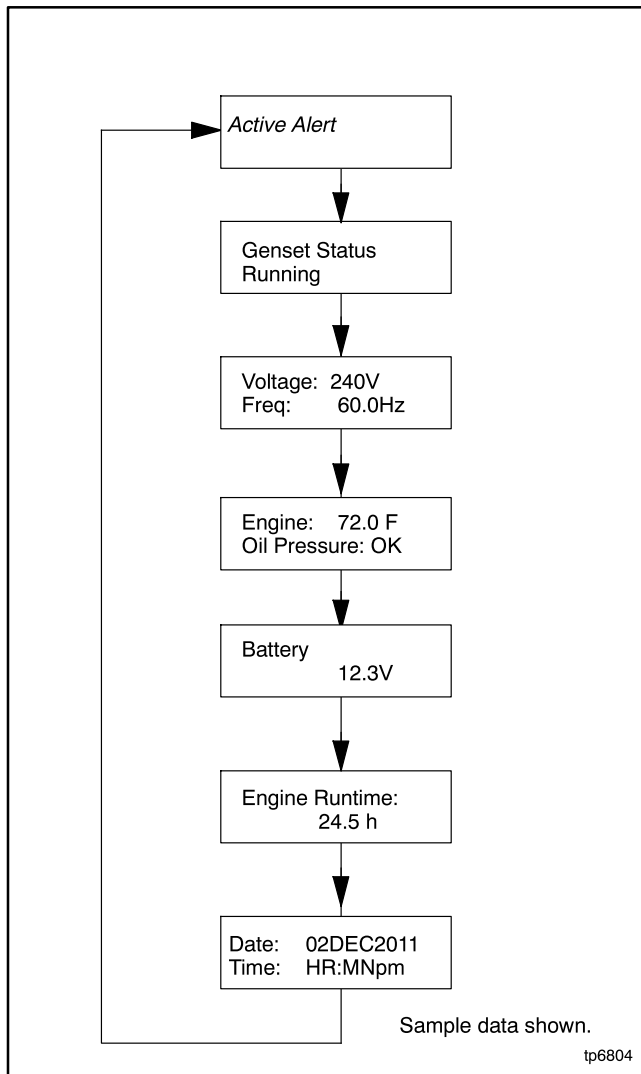 Active Alert
Genset Status
Running
Voltage: 240V
Freq: 60.0Hz
Engine: 72.0 F
Oil Pressure: OK
Battery
12.3V
Engine Runtime:
24.5 h
Date: 02DEC2011
Time: HR:MNpm
Sample data shown.
tp6804